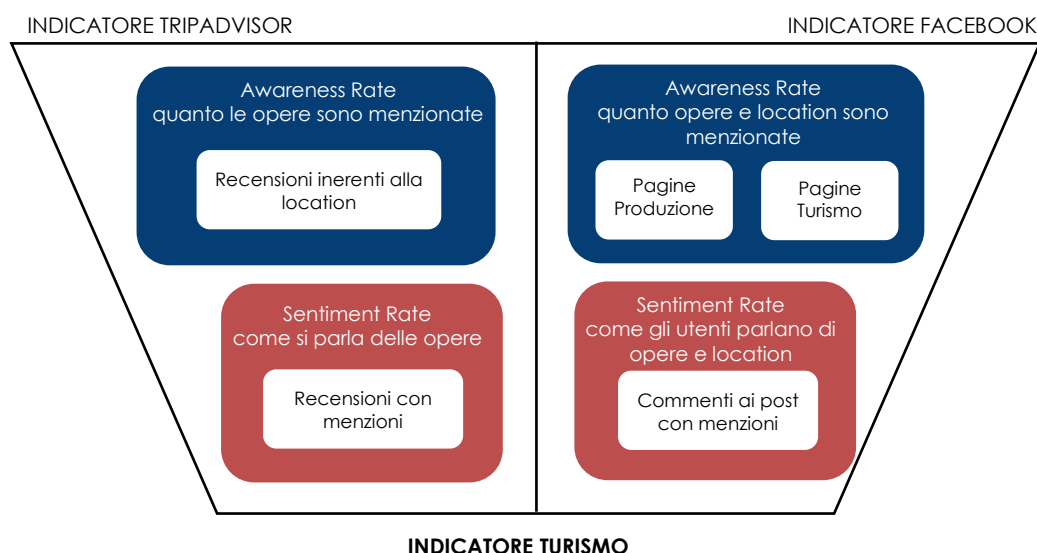 INDICATORE TRIPADVISOR
INDICATORE FACEBOOK
Awareness Rate
quanto le opere sono menzionate
Recensioni inerenti alla
location
Awareness Rate
quanto opere e location sono
menzionate
Pagine
Produzione
Pagine
Turismo
Sentiment Rate
come si parla delle opere
Recensioni con
menzioni
Sentiment Rate
come gli utenti parlano di
opere e location
Commenti ai post
con menzioni
INDICATORE TURISMO